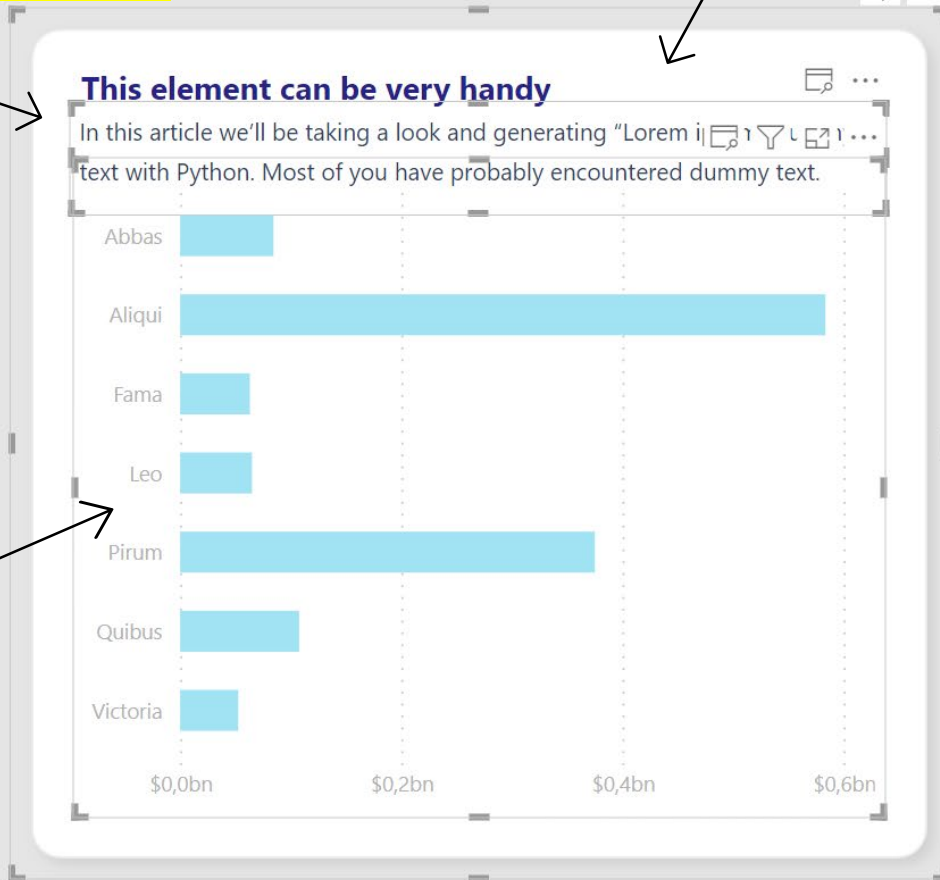 This element can be very handy
In this article we’ll be taking a look and generating “Lorem
text with Python. Most of you have probably encountered dummy text.
Abbas
Aliqui
Fama
Leo
Pirum
Quibus
Victoria
$0,0bn $0,2bn $0,4bn $0,6bn